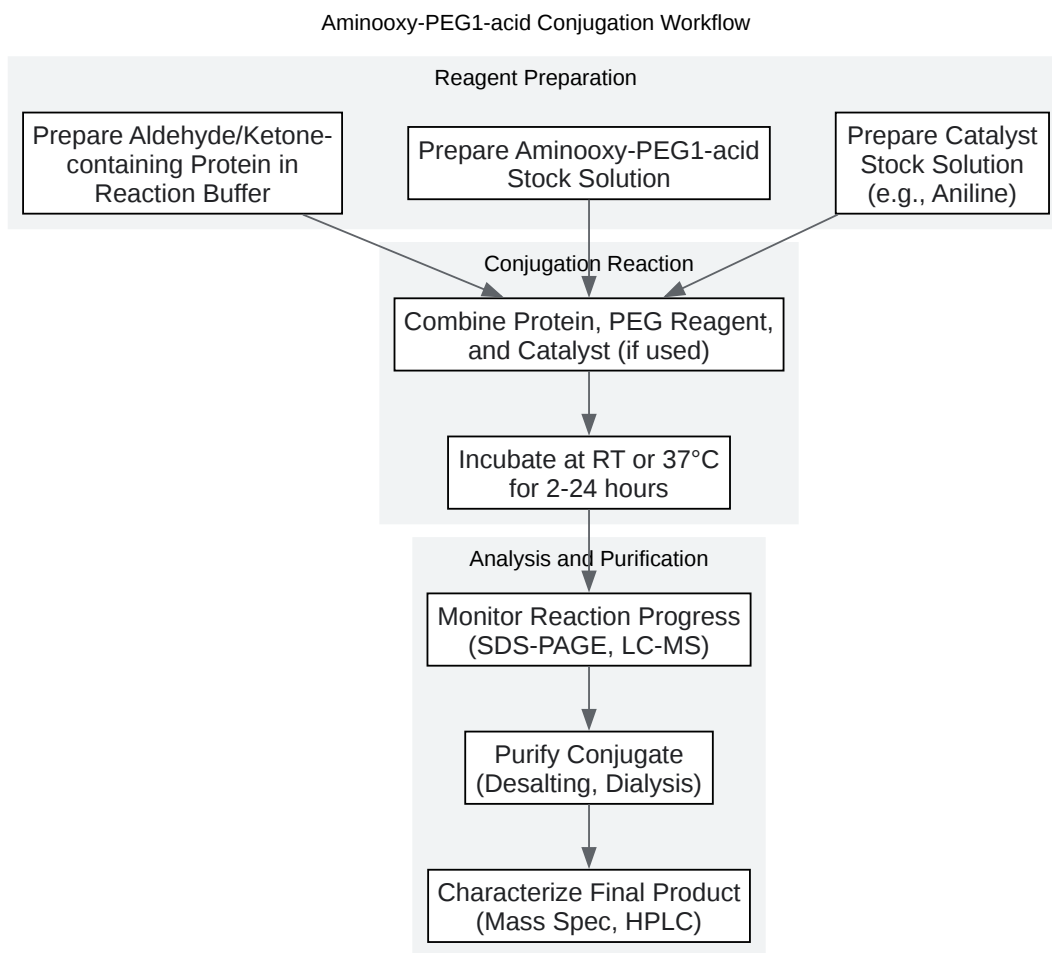 Aminooxy-PEG1-acid Conjugation Workflow
Reagent Preparation
Prepare Aldehyde/Ketone-
containing Protein in
Reaction Buffer
Prepare Aminooxy-PEG1-acid
Stock Solution
Prepare Catalyst
Stock Solution
(e.g., Aniline)
Conjugation Reaction
Combine Protein, PEG Reagent,
and Catalyst (if used)
Incubate at RT or 37°C
for 2-24 hours
Analysis and Purification
Monitor Reaction Progress
(SDS-PAGE, LC-MS)
Purify Conjugate
(Desalting, Dialysis)
Characterize Final Product
(Mass Spec, HPLC)